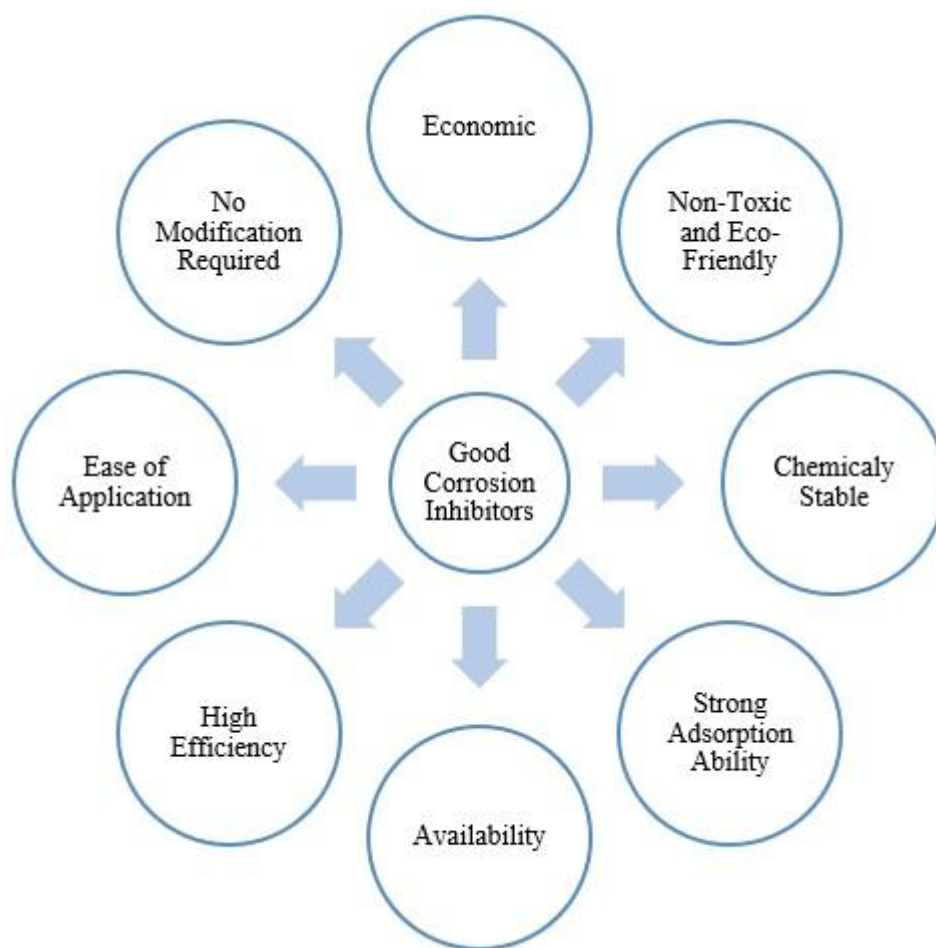 Economic
No
Modification
Required
Non-Toxic
and Eco-
Friendly
Ease of
Application
Good
Corrosion
Inhibitors
Chemicaly
Stable
High
Efficiency
Strong
Adsorption
Ability
Availability